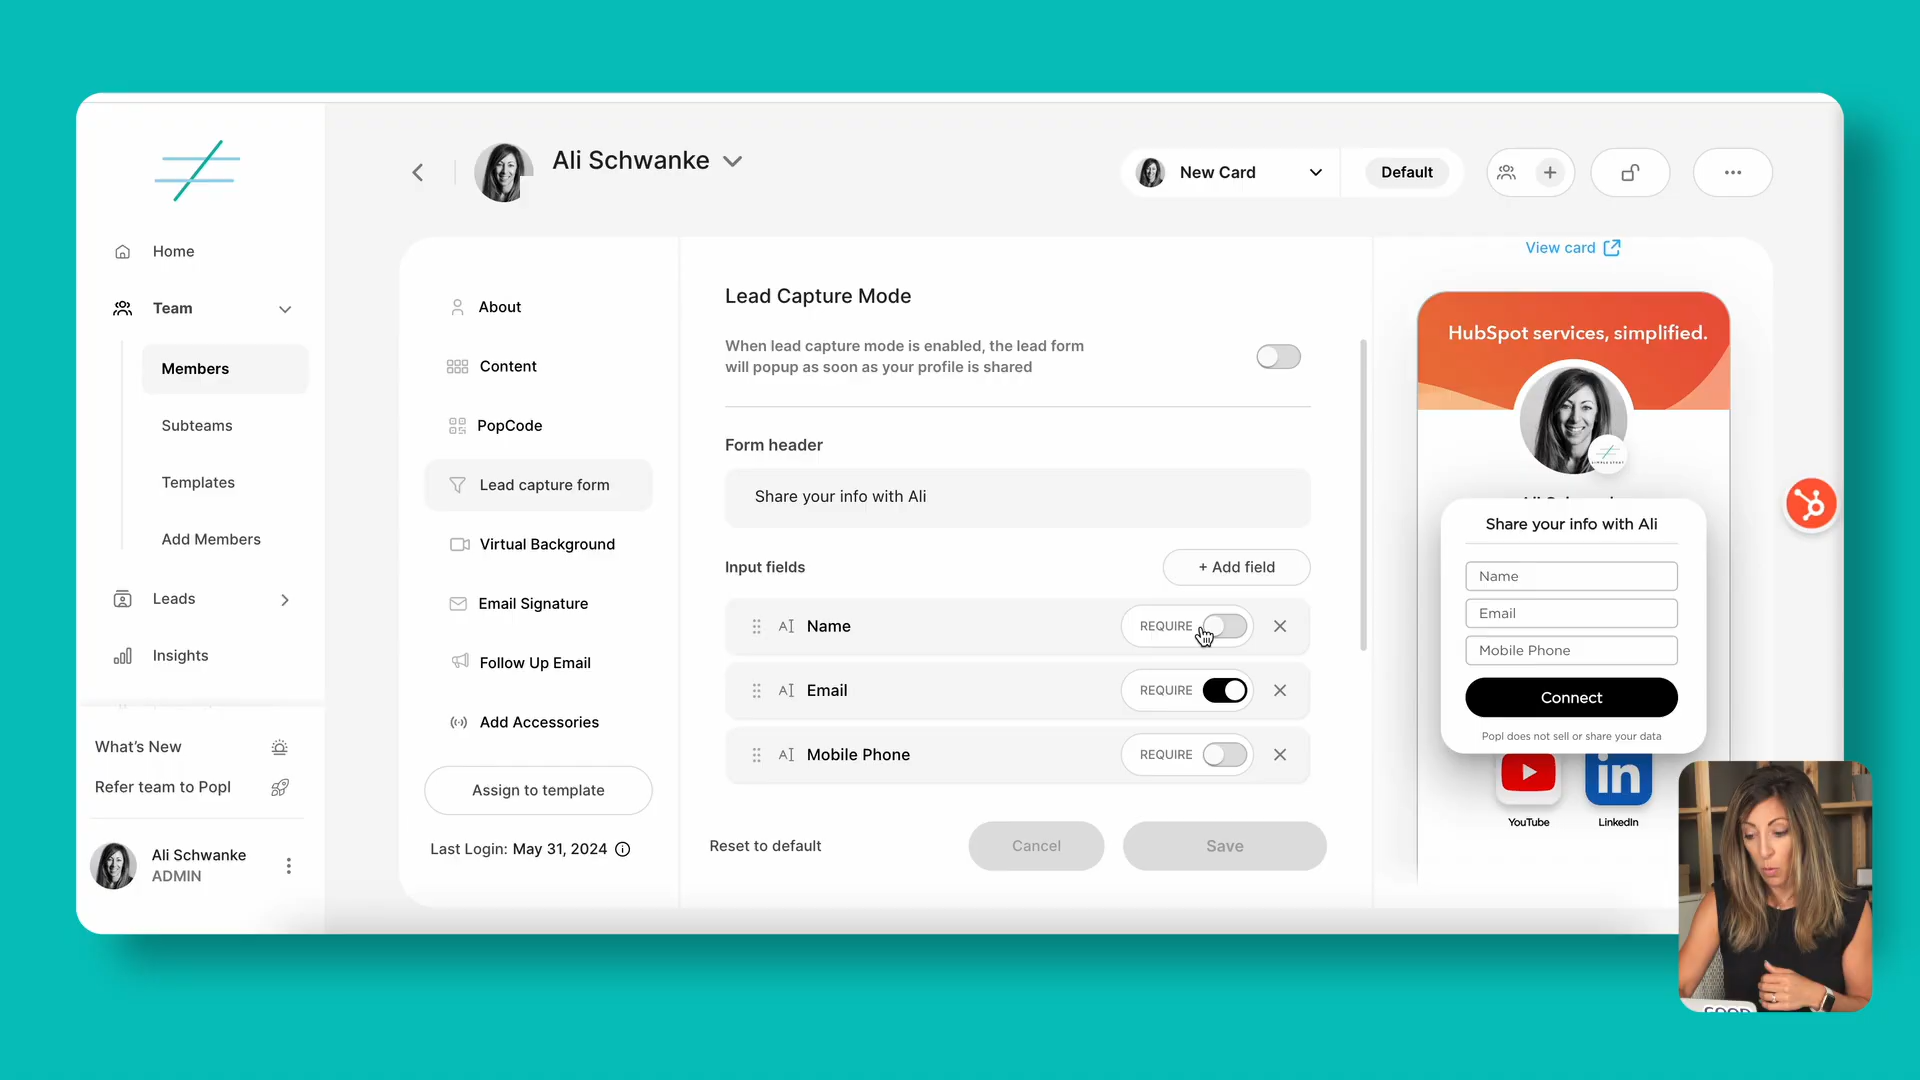 Home
Team
Members
Subteams
Templates
Add Members
Leads
Insights
What's New
Refer team to Popl
Ali Schwanke
ADMIN
Ali Schwanke
New Card
Default
About
Content
PopCode
Lead capture form
Virtual Background
Email Signature
Follow Up Email
Add Accessories
Assign to template
Last Login: May 31, 2024
Lead Capture Mode
When lead capture mode is enabled, the lead form
will popup as soon as your profile is shared
Form header
Share your info with Ali
Input fields
+ Add field
AI Name REQUIRE
AI Email REQUIRE
AI Mobile Phone REQUIRE
Reset to default
Cancel
Save
View card
HubSpot services, simplified.
Share your info with Ali
Name
Email
Mobile Phone
Connect
Popl does not sell or share your data
YouTube
LinkedIn